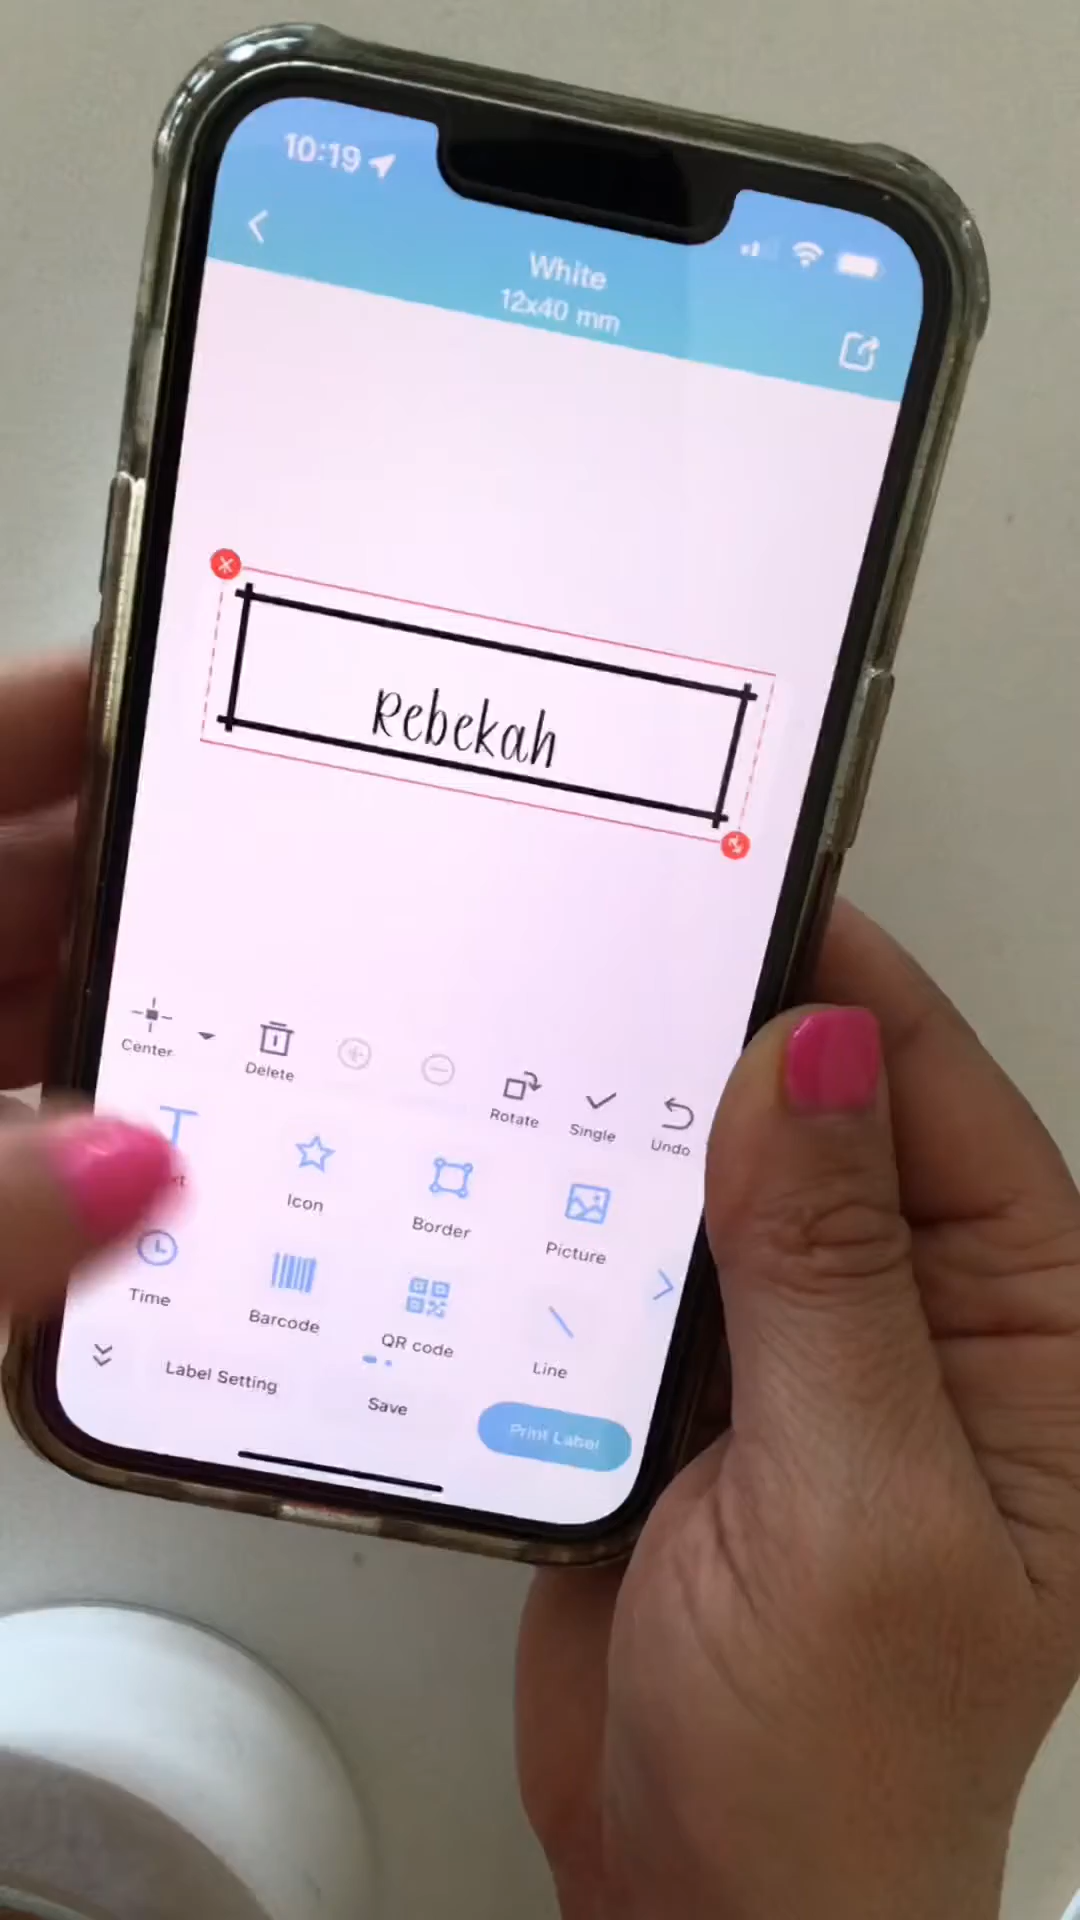 10:19
White
12x40 mm
Rebekah
Center
Delete
Rotate
Single
Undo
Icon
Border
Picture
Time
Barcode
QR code
Line
Label Setting
Save
Print Label